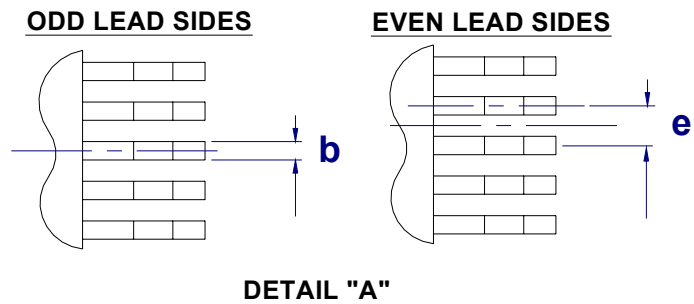 ODD LEAD SIDES
EVEN LEAD SIDES
b
e
DETAIL "A"